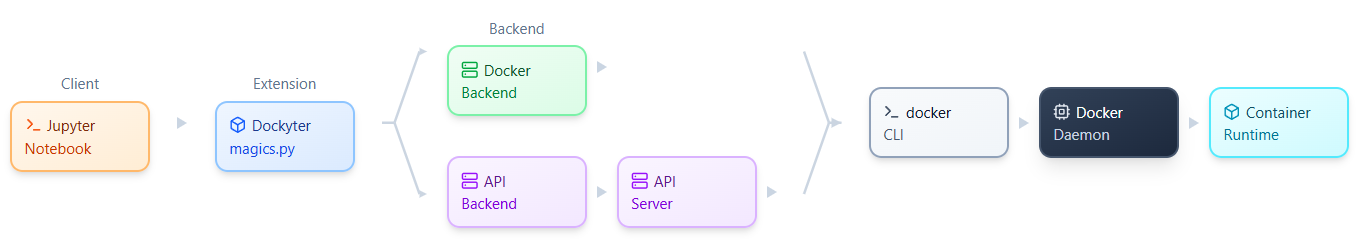 Client
Jupyter
Notebook
Extension
Dockyter
magics.py
Backend
Docker
Backend
API
Backend
API
Server
docker
CLI
Docker
Daemon
Container
Runtime